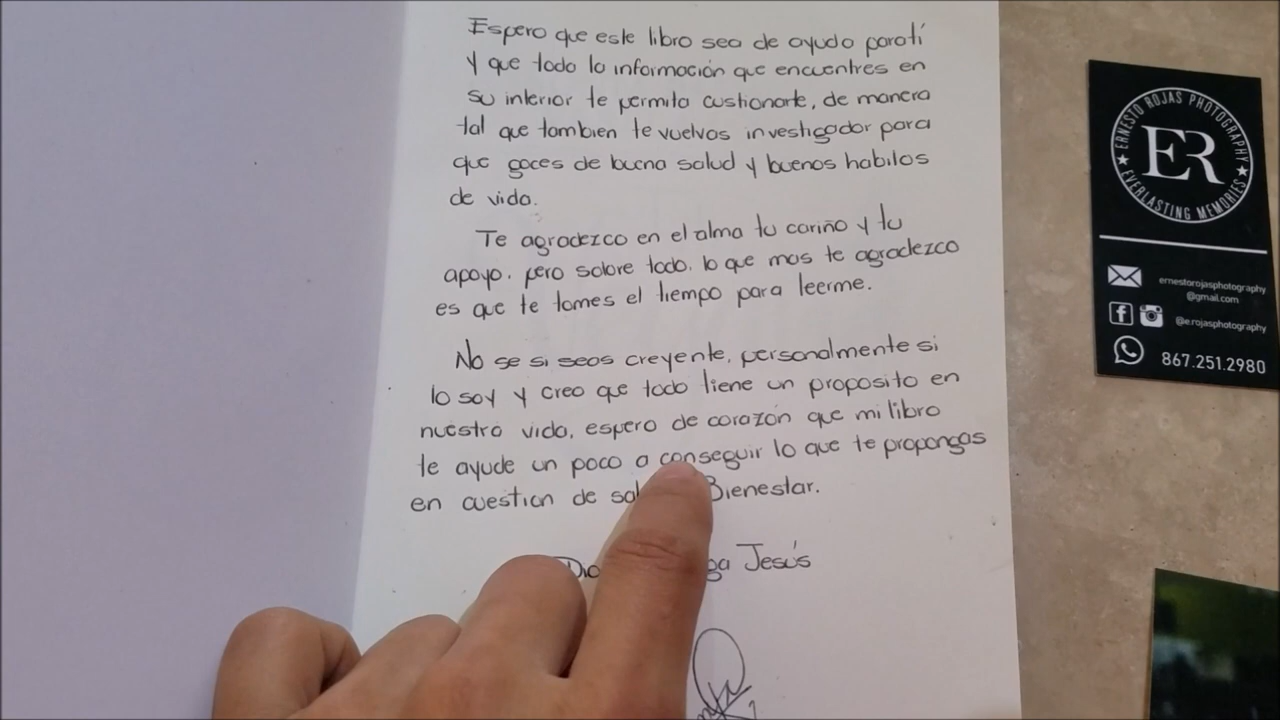 Espero que este libro sea de ayuda para tí
y que toda la información que encuentres en
su interior te permita custionarte, de manera
tal que tambien te vuelvas investigador para
que goces de buena salud y buenos habitos
de vida.
Te agradezco en el alma tu cariño y tu
apoyo, pero sobre todo, lo que mas te agradezco
es que te tomes el tiempo para leerme.
No se si seas creyente, personalmente si
lo soy y creo que todo tiene un proposito en
nuestra vida, espero de corazón que mi libro
te ayude un poco a conseguir lo que te propongas
en cuestion de Bienestar.
Jesús
ERNESTO ROJAS PHOTOGRAPHY
ER
EVERLASTING MEMORIES
ernestorojasphotography
@gmail.com
@e.rojasphotography
867.251.2980